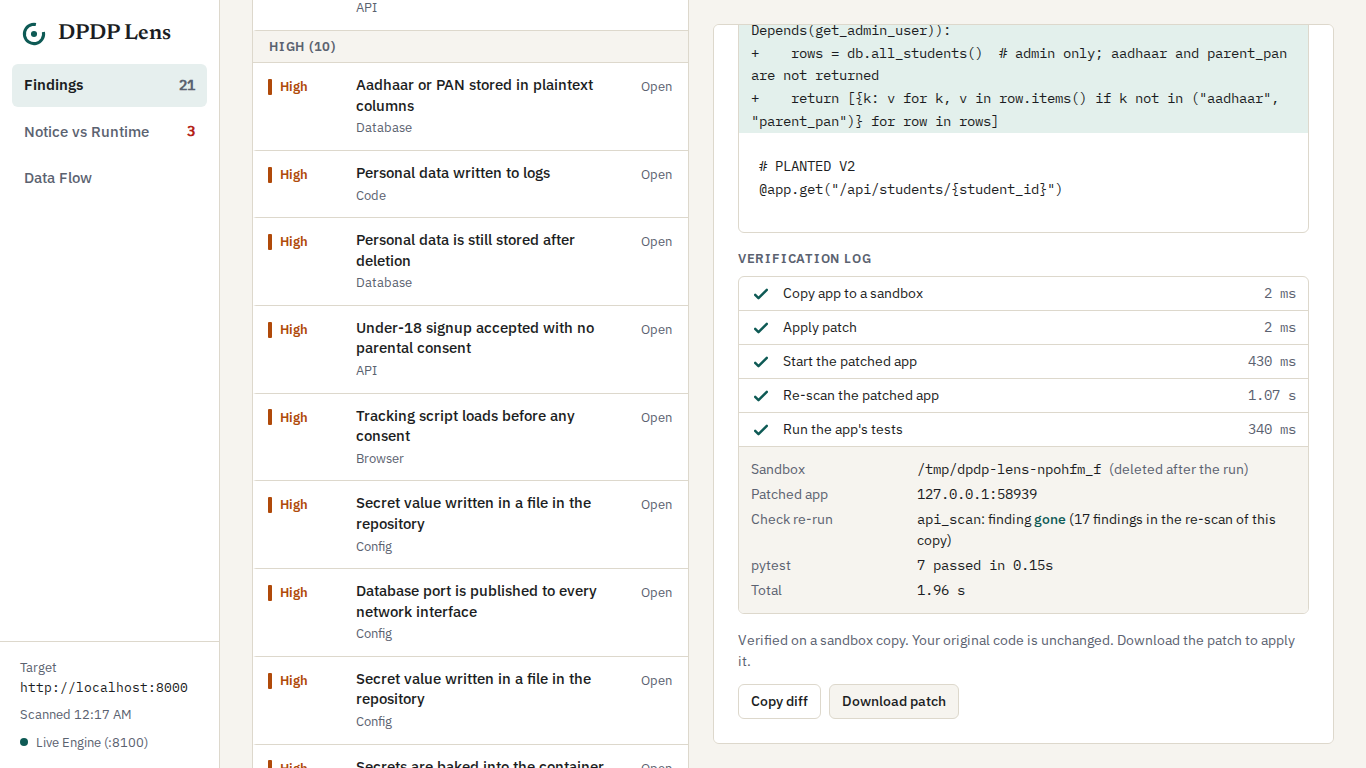 DPDP Lens
Findings 21
Notice vs Runtime 3
Data Flow
Target
http://localhost:8000
Scanned 12:17 AM
Live Engine (:8100)
API
HIGH (10)
High Aadhaar or PAN stored in plaintext Open
columns
Database
High Personal data written to logs Open
Code
High Personal data is still stored after Open
deletion
Database
High Under-18 signup accepted with no Open
parental consent
API
High Tracking script loads before any Open
consent
Browser
High Secret value written in a file in the Open
repository
Config
High Database port is published to every Open
network interface
Config
High Secret value written in a file in the Open
repository
Config
High Secrets are baked into the container Open
Depends(get_admin_user)):
+    rows = db.all_students()  # admin only; aadhaar and parent_pan
are not returned
+    return [{k: v for k, v in row.items() if k not in ("aadhaar",
"parent_pan")} for row in rows]
# PLANTED V2
@app.get("/api/students/{student_id}")
VERIFICATION LOG
Copy app to a sandbox 2 ms
Apply patch 2 ms
Start the patched app 430 ms
Re-scan the patched app 1.07 s
Run the app's tests 340 ms
Sandbox /tmp/dpdp-lens-npohfm_f (deleted after the run)
Patched app 127.0.0.1:58939
Check re-run api_scan: finding gone (17 findings in the re-scan of this
copy)
pytest 7 passed in 0.15s
Total 1.96 s
Verified on a sandbox copy. Your original code is unchanged. Download the patch to apply
it.
Copy diff Download patch